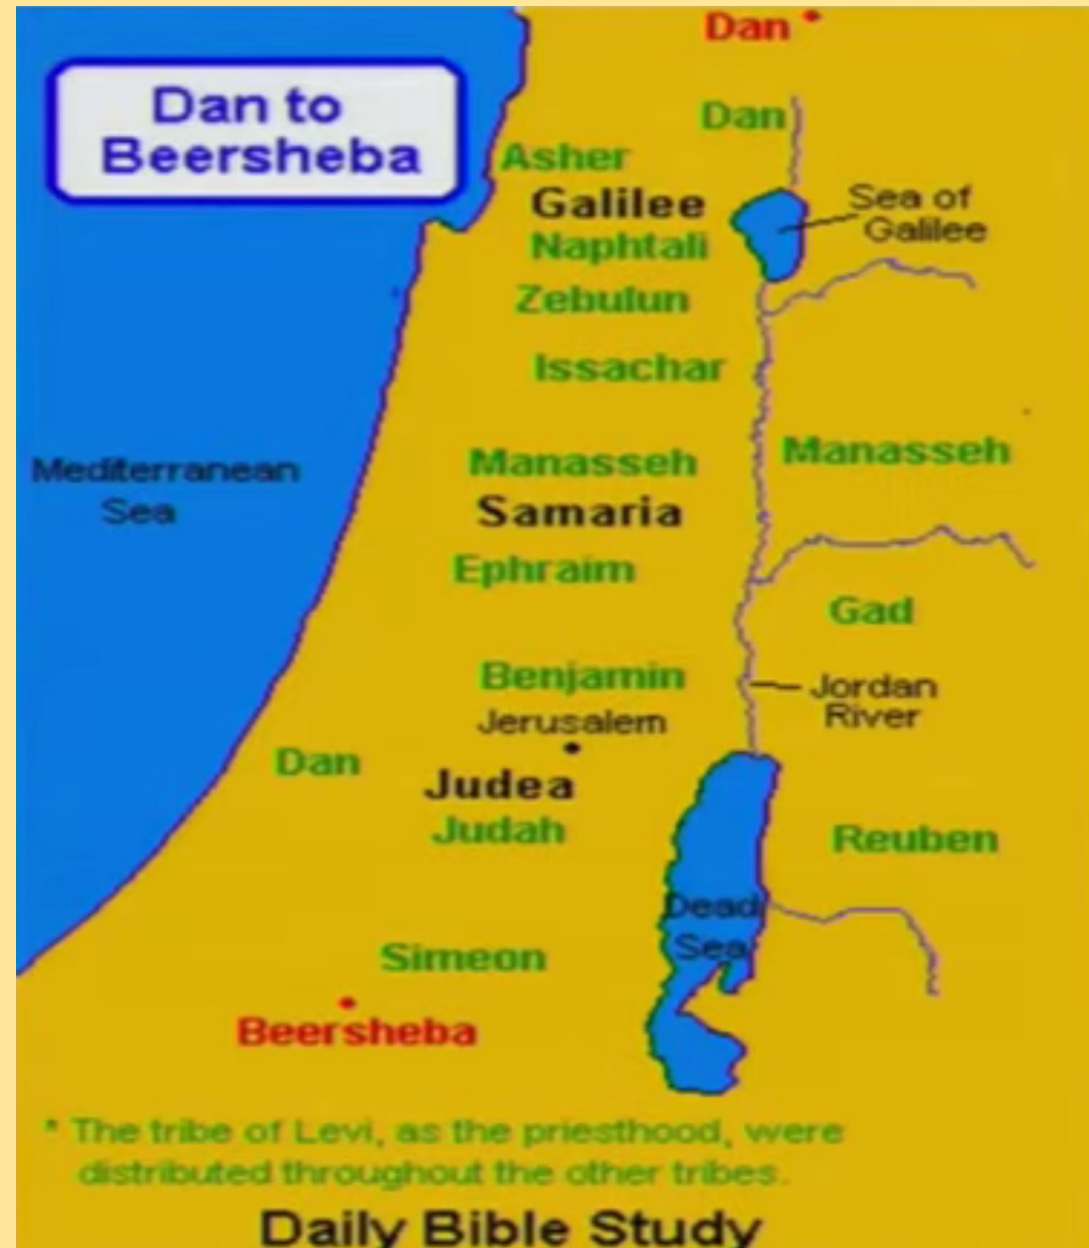 Dan
Dan to
Beersheba
Dan
Asher
Galilee
Sea of
Galilee
Naphtali
Zebulun
Issachar
Manasseh
Manasseh
Mediterranean
Sea
Samaria
Ephraim
Gad
Benjamin
Jordan
River
Jerusalem
Dan
Judea
Judah
Reuben
Dead
Sea
Simeon
Beersheba
* The tribe of Levi, as the priesthood, were
distributed throughout the other tribes.
Daily Bible Study